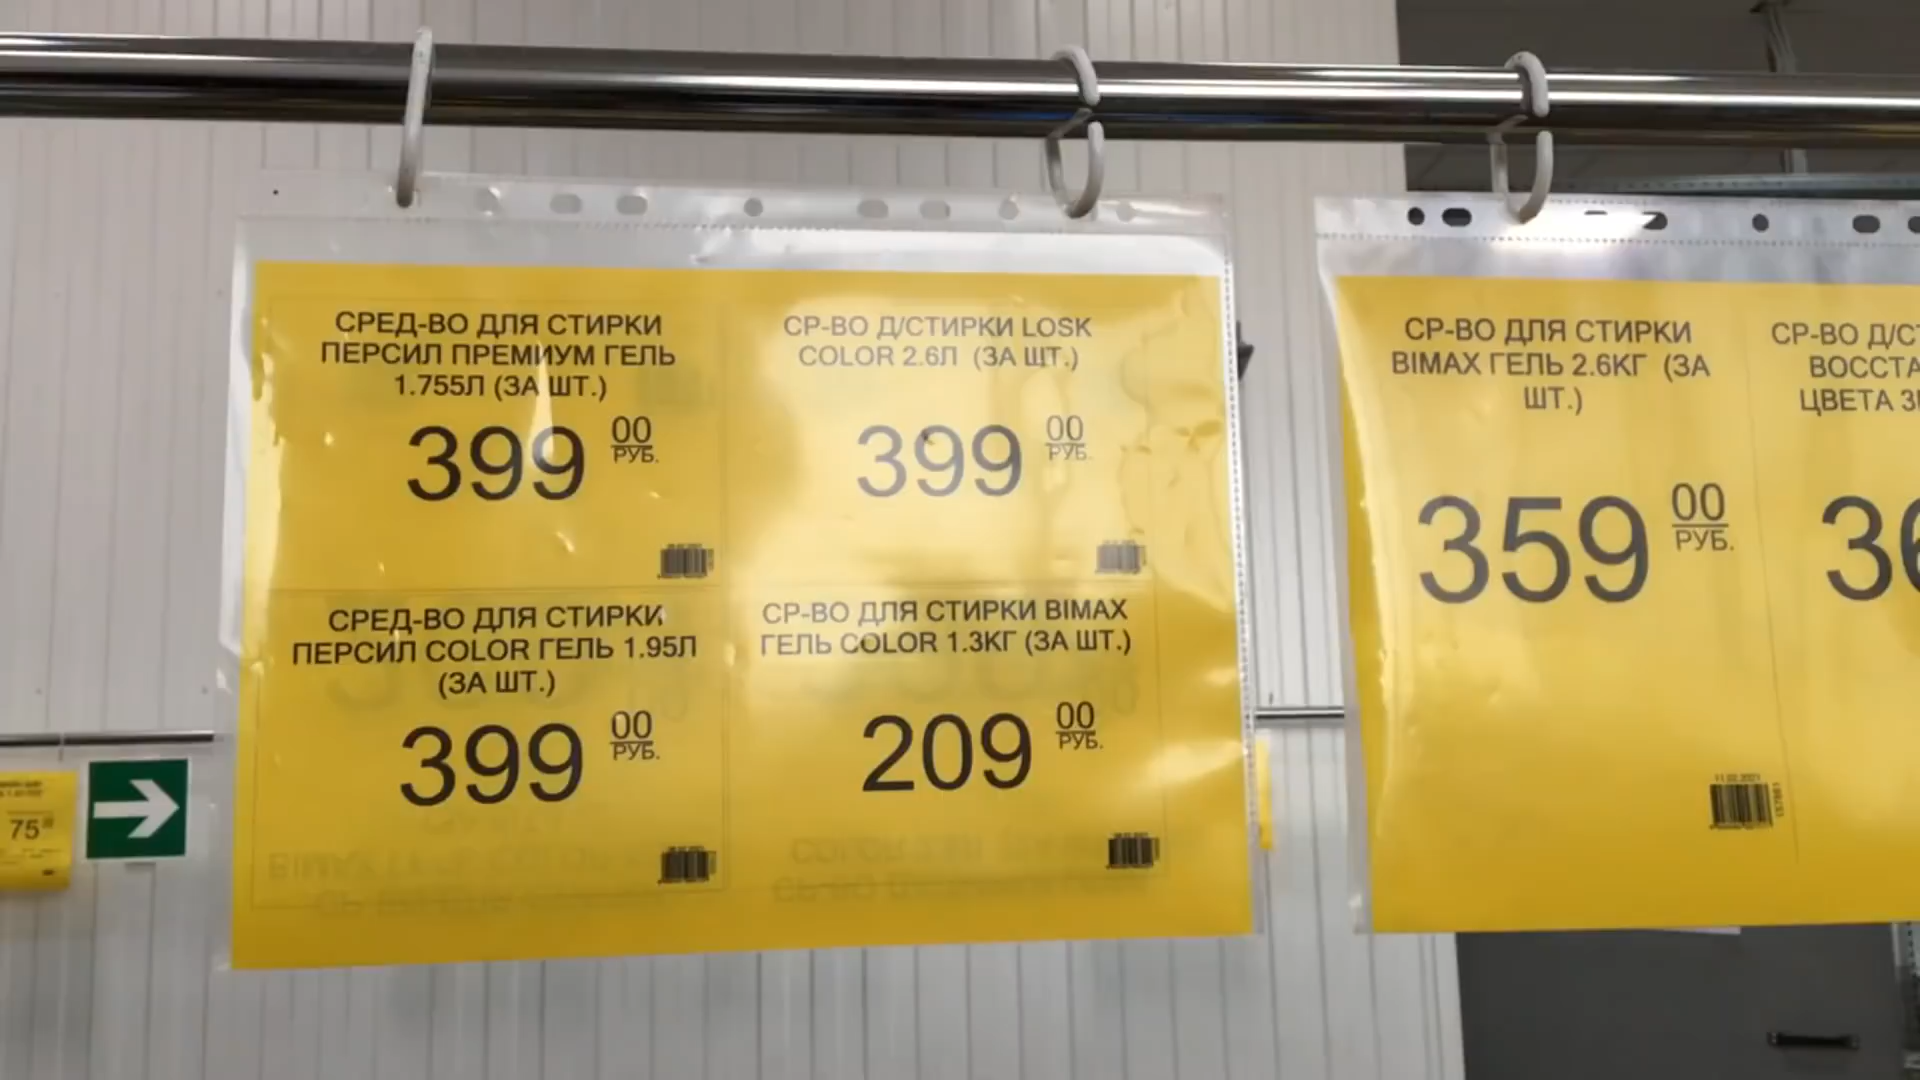 СРЕД-ВО ДЛЯ СТИРКИ
ПЕРСИЛ ПРЕМИУМ ГЕЛЬ
1.755Л (ЗА ШТ.)
399 00
РУБ.
СР-ВО Д/СТИРКИ LOSK
COLOR 2.6Л (ЗА ШТ.)
399 00
РУБ.
СРЕД-ВО ДЛЯ СТИРКИ
ПЕРСИЛ COLOR ГЕЛЬ 1.95Л
(ЗА ШТ.)
399 00
РУБ.
СР-ВО ДЛЯ СТИРКИ BIMAX
ГЕЛЬ COLOR 1.3КГ (ЗА ШТ.)
209 00
РУБ.
СР-ВО ДЛЯ СТИРКИ
BIMAX ГЕЛЬ 2.6КГ (ЗА
ШТ.)
359 00
РУБ.
11.02.2021
СР-ВО
ЦВЕТА
75